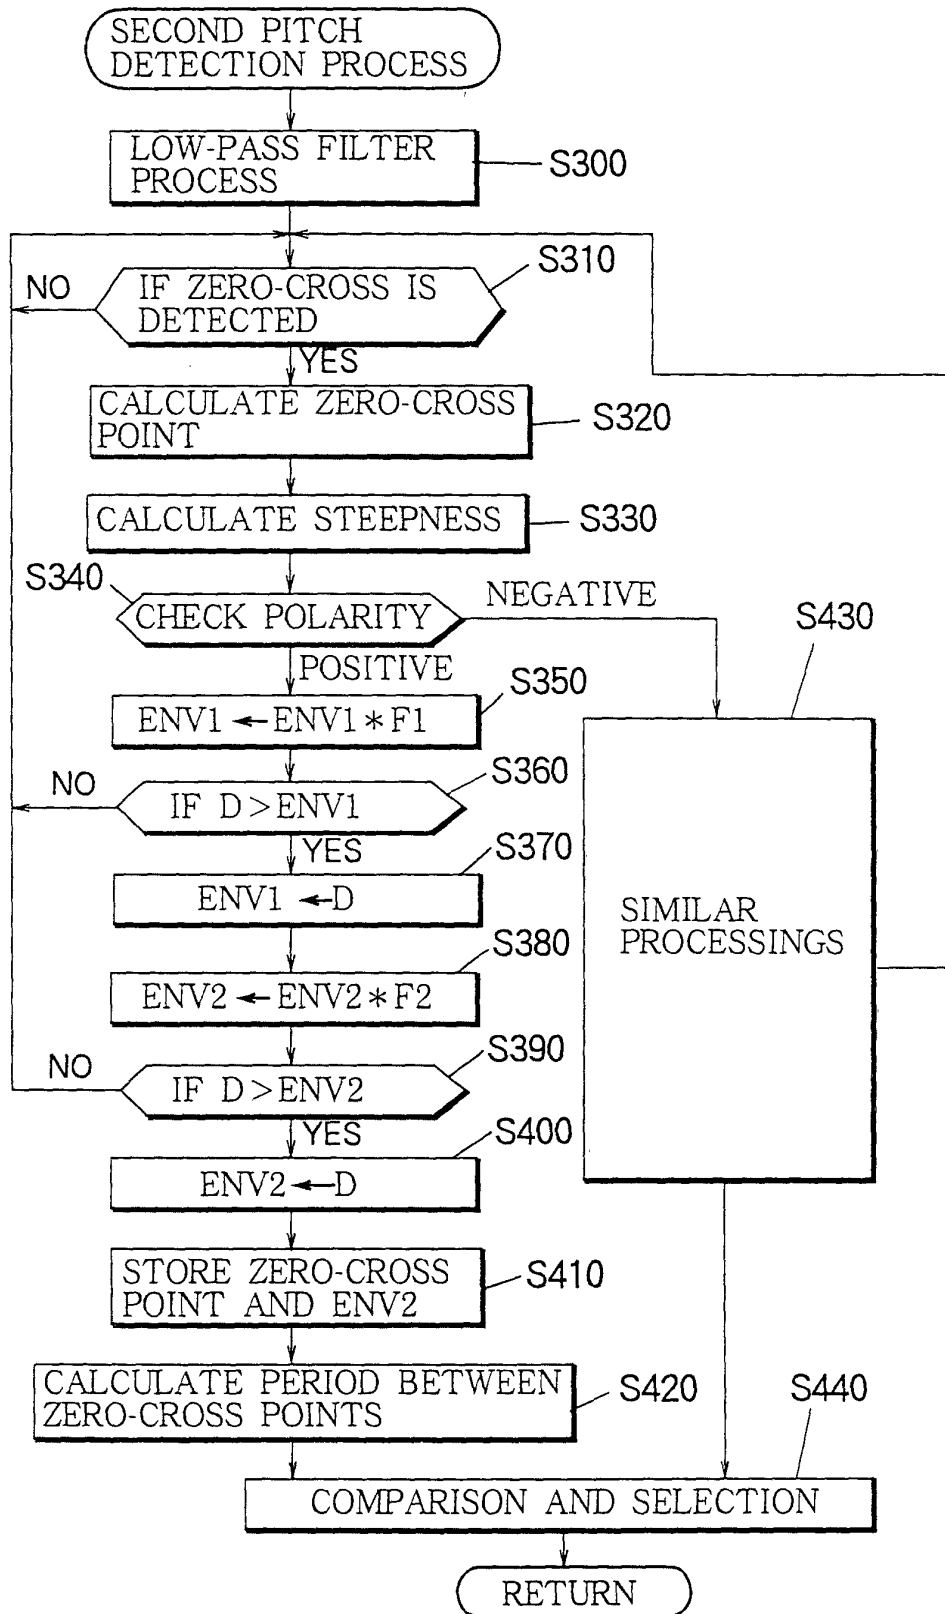 SECOND PITCH
DETECTION PROCESS
LOW-PASS FILTER
PROCESS
S300
S310
NO
IF ZERO-CROSS IS
DETECTED
YES
CALCULATE ZERO-CROSS
POINT
S320
CALCULATE STEEPNESS
S330
S340
CHECK POLARITY
NEGATIVE
S430
POSITIVE
S350
ENV1 ← ENV1 * F1
S360
NO
IF D > ENV1
YES
S370
ENV1 ← D
SIMILAR
PROCESSINGS
S380
ENV2 ← ENV2 * F2
S390
NO
IF D > ENV2
YES
S400
ENV2 ← D
STORE ZERO-CROSS
POINT AND ENV2
S410
CALCULATE PERIOD BETWEEN
ZERO-CROSS POINTS
S420
S440
COMPARISON AND SELECTION
RETURN